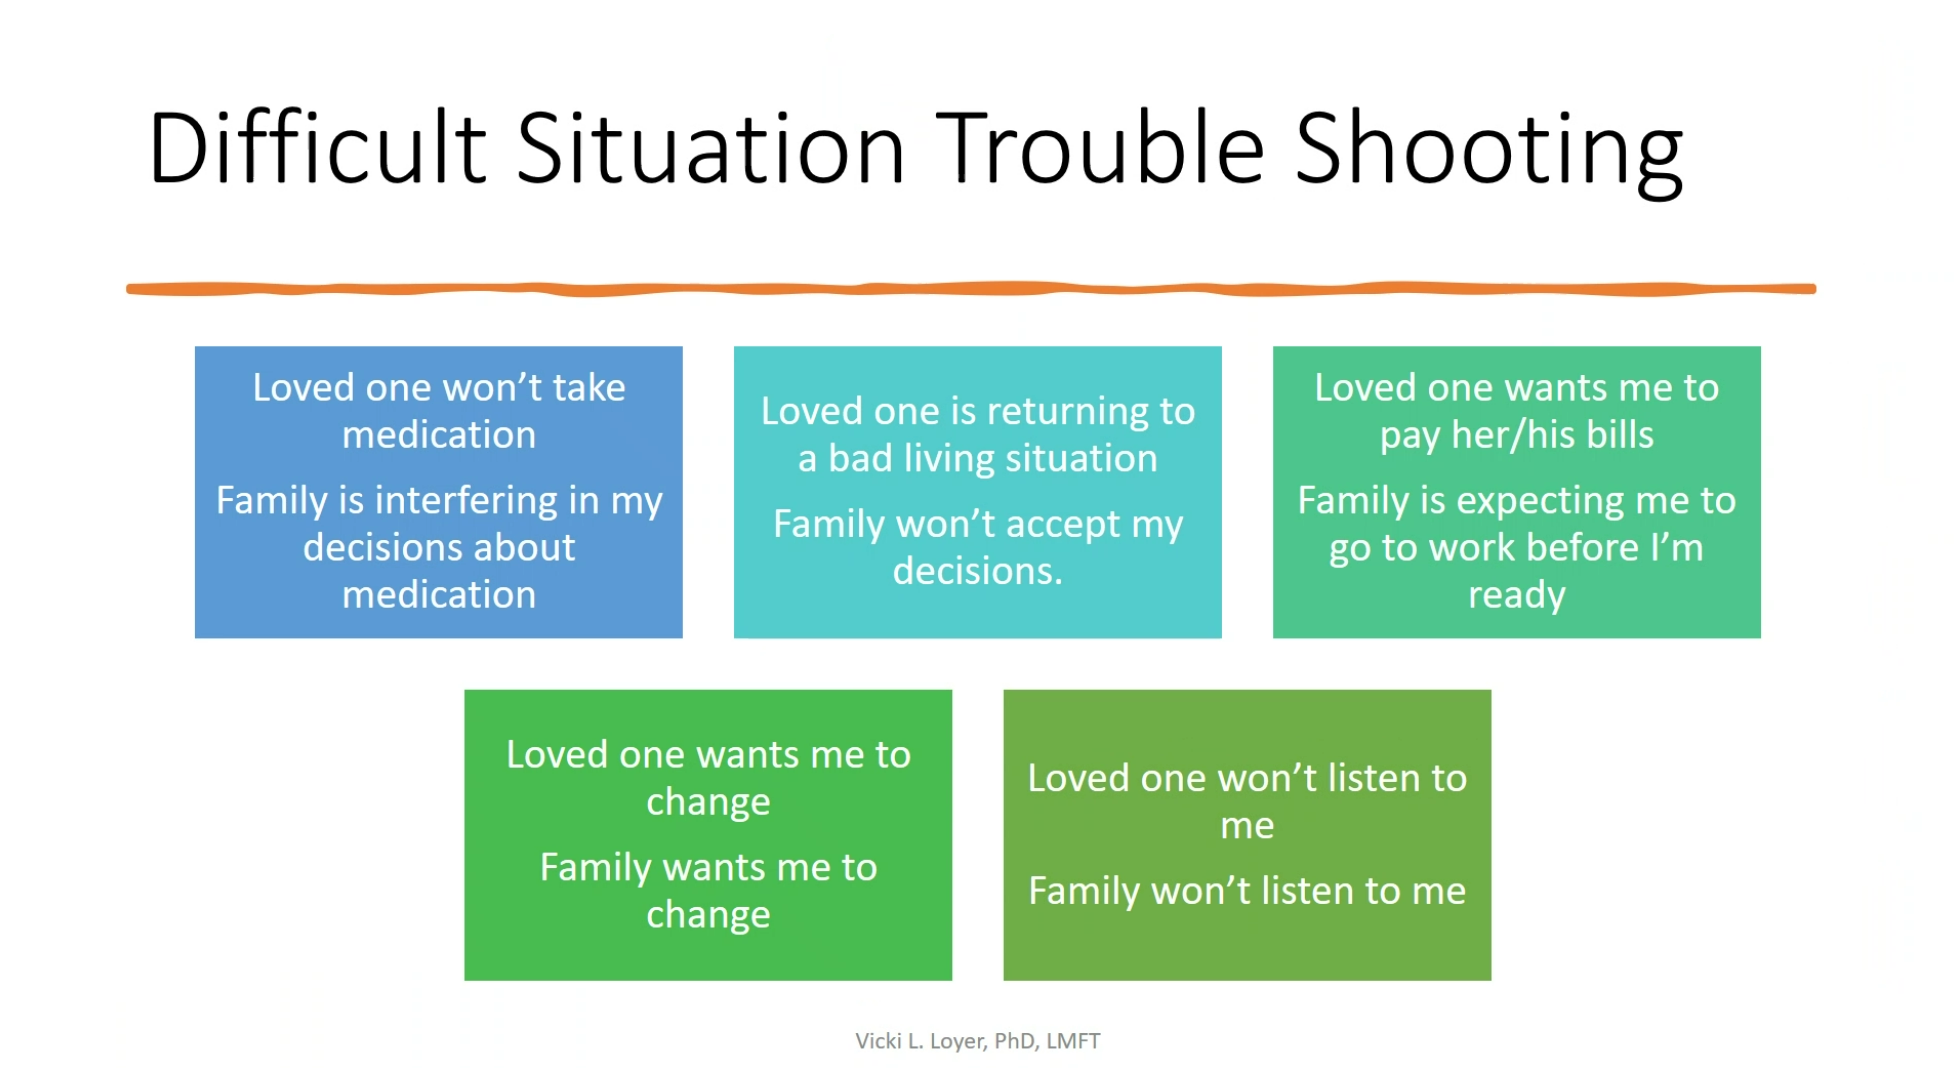 Difficult Situation Trouble Shooting
Loved one won’t take
medication
Family is interfering in my
decisions about
medication
Loved one is returning to
a bad living situation
Family won’t accept my
decisions.
Loved one wants me to
pay her/his bills
Family is expecting me to
go to work before I’m
ready
Loved one wants me to
change
Family wants me to
change
Loved one won’t listen to
me
Family won’t listen to me
Vicki L. Loyer, PhD, LMFT